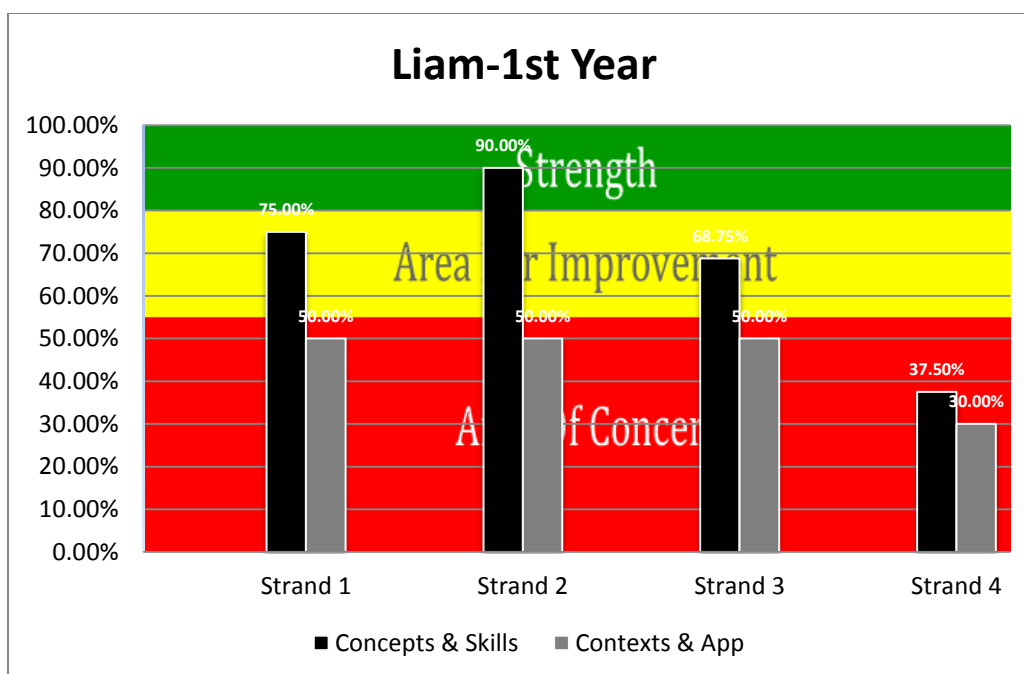 Liam-1st Year
100.00%
90.00%
80.00%
70.00%
60.00%
50.00%
40.00%
30.00%
20.00%
10.00%
0.00%
Strength
Area Improvement
Of
75.00%
90.00%
68.75%
37.50%
50.00%
50.00%
50.00%
30.00%
Strand 1
Strand 2
Strand 3
Strand 4
Concepts & Skills
Contexts & App